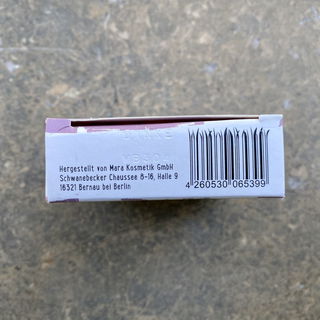 Hergestellt von Mara Kosmetik GmbH
Schwanebecker Chaussee 8-16, Halle 9
16321 Bernau bei Berlin
4 260530 065399